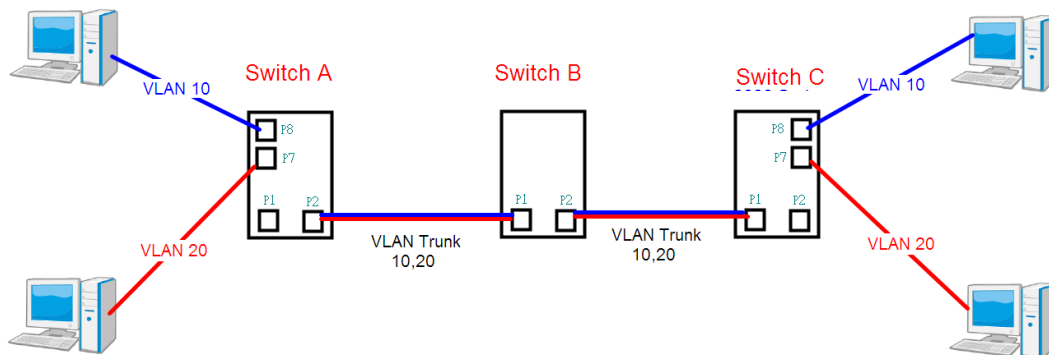 Switch A
Switch B
Switch C
VLAN 10
VLAN 10
P8
P8
P7
P7
P1
P2
P1
P2
P1
P2
VLAN 20
VLAN Trunk
10,20
VLAN Trunk
10,20
VLAN 20